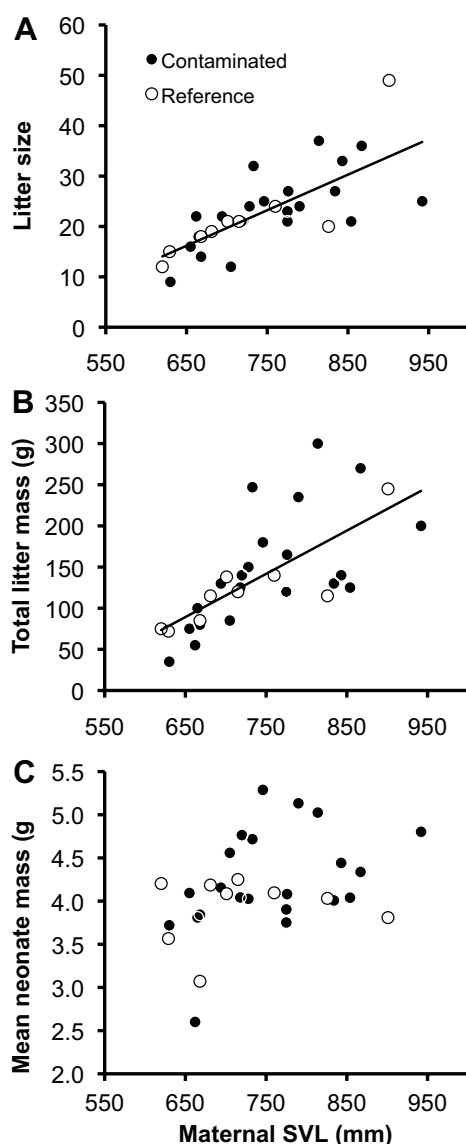 A
Contaminated
Reference
Litter size
60
50
40
30
20
10
0
550 650 750 850 950
B
Total litter mass (g)
350
300
250
200
150
100
50
0
550 650 750 850 950
C
Mean neonate mass (g
5.5
5.0
4.5
4.0
3.5
3.0
2.5
2.0
550 650 750 850 950
Maternal SVL (mm)